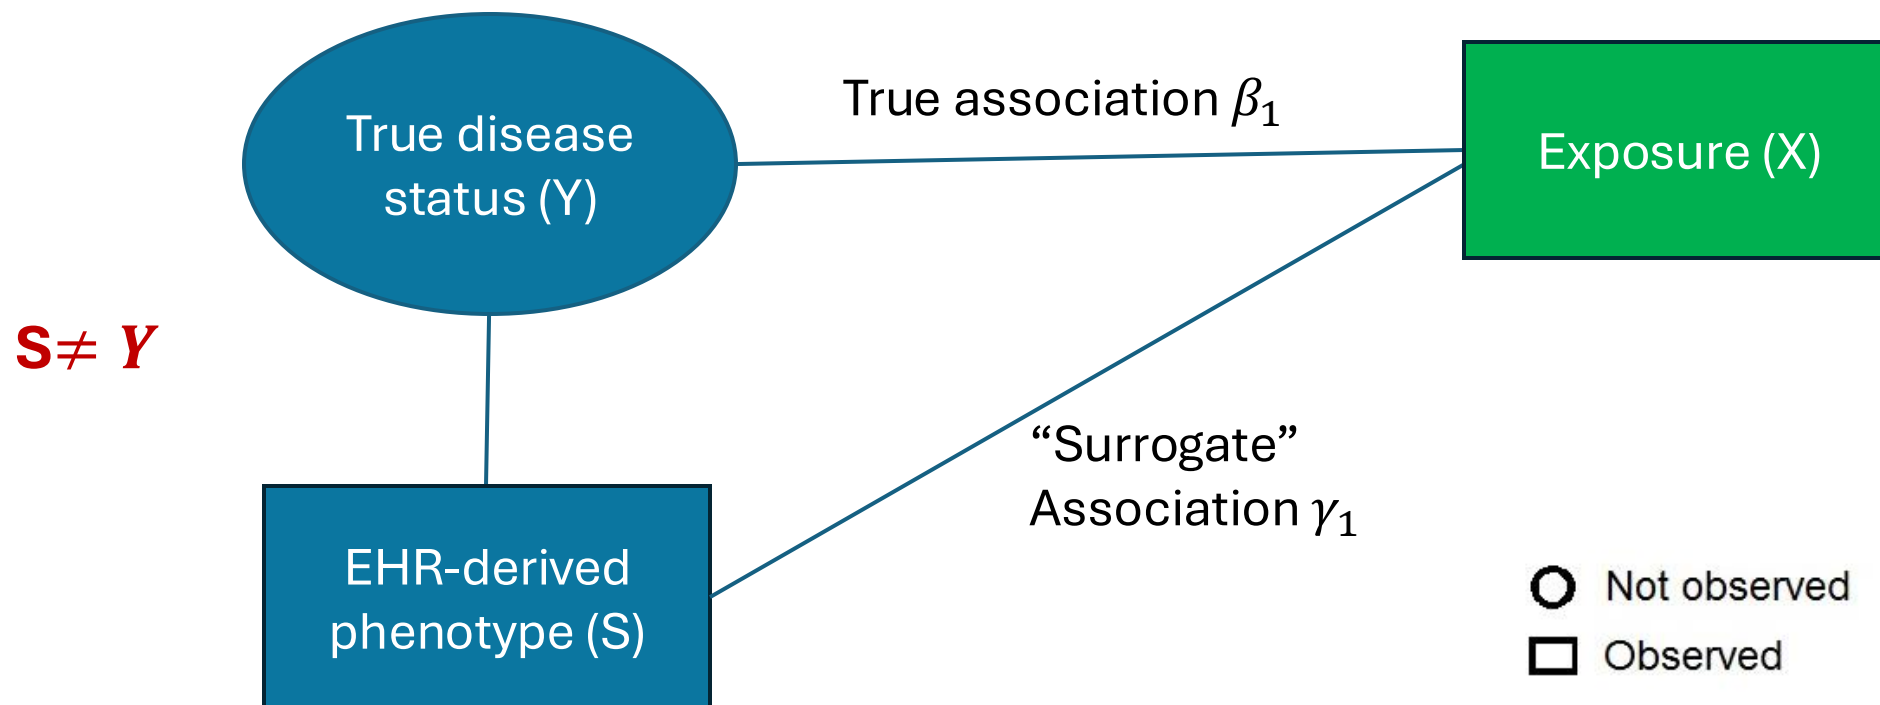 True disease
status (Y)
True association β₁
Exposure (X)
S≠ Y
“Surrogate”
Association γ₁
EHR-derived
phenotype (S)
Not observed
Observed